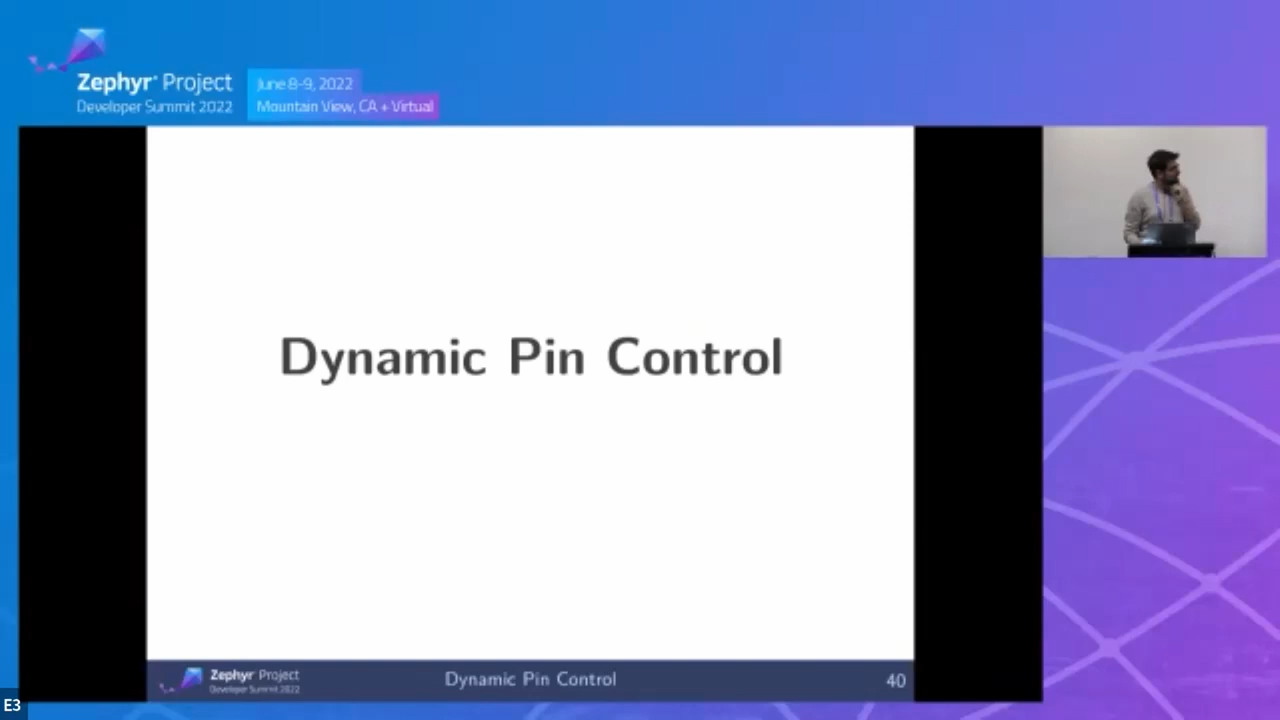 Zephyr® Project
Developer Summit 2022
June 8-9, 2022
Mountain View, CA + Virtual
Dynamic Pin Control
Zephyr® Project
Developer Summit 2022
Dynamic Pin Control
40
E3